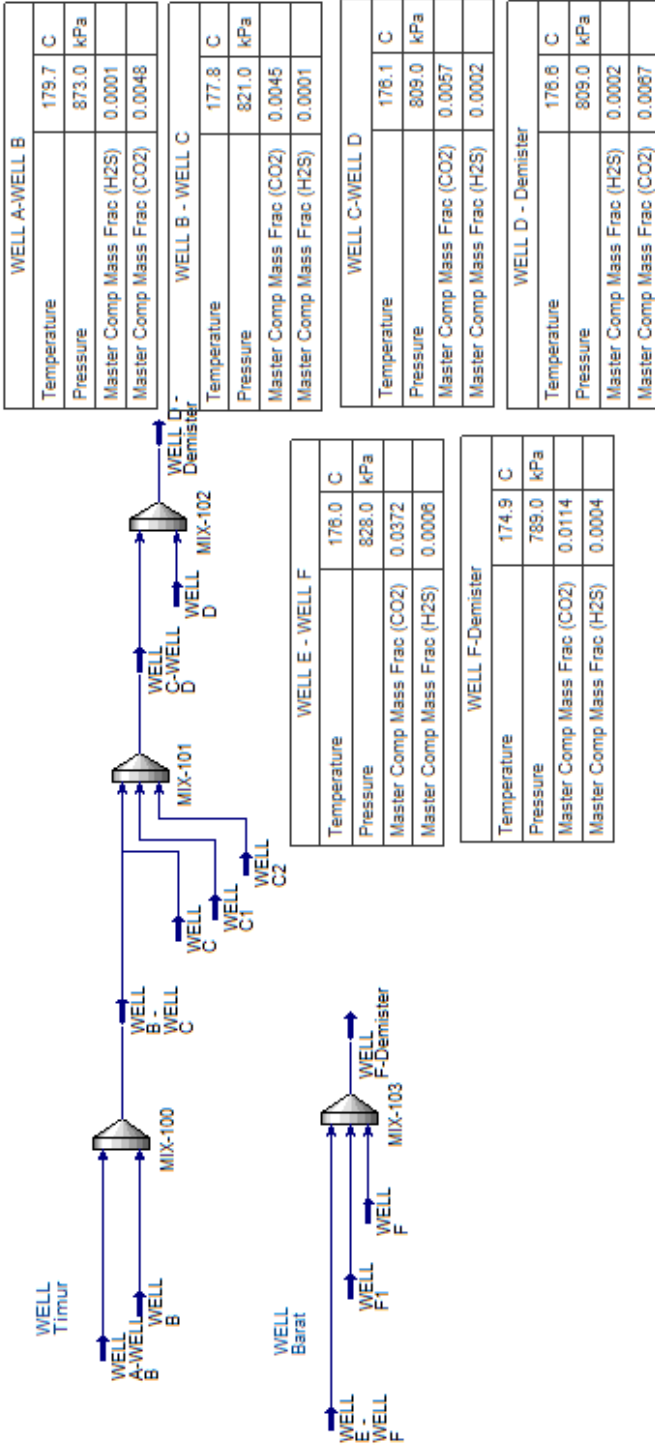 WELL
Timur
WELL
A-WELL
B
WELL
B
MIX-100
WELL
B -
WELL
C
WELL
C
WELL
C1
WELL
C2
MIX-101
WELL
C-WELL
D
WELL
D
MIX-102
WELL D -
Demister
WELL
Barat
WELL
E -
WELL
F
WELL
F1
WELL
F
MIX-103
WELL
F-Demister
WELL E - WELL F
Temperature 176.0 C
Pressure 828.0 kPa
Master Comp Mass Frac (CO2) 0.0372
Master Comp Mass Frac (H2S) 0.0006
WELL F-Demister
Temperature 174.9 C
Pressure 789.0 kPa
Master Comp Mass Frac (CO2) 0.0114
Master Comp Mass Frac (H2S) 0.0004
WELL A-WELL B
Temperature 179.7 C
Pressure 873.0 kPa
Master Comp Mass Frac (H2S) 0.0001
Master Comp Mass Frac (CO2) 0.0048
WELL B - WELL C
Temperature 177.8 C
Pressure 821.0 kPa
Master Comp Mass Frac (CO2) 0.0045
Master Comp Mass Frac (H2S) 0.0001
WELL C-WELL D
Temperature 176.1 C
Pressure 809.0 kPa
Master Comp Mass Frac (CO2) 0.0057
Master Comp Mass Frac (H2S) 0.0002
WELL D - Demister
Temperature 176.6 C
Pressure 809.0 kPa
Master Comp Mass Frac (H2S) 0.0002
Master Comp Mass Frac (CO2) 0.0067